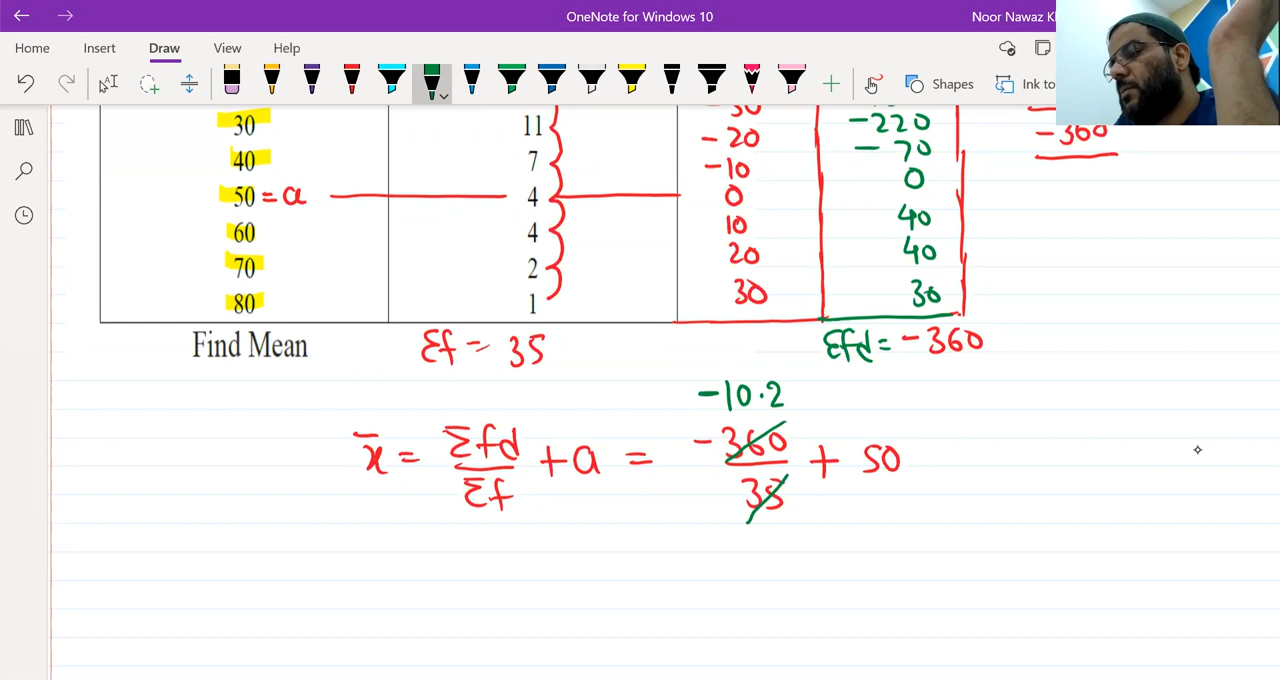 OneNote for Windows 10
Noor Nawaz Kh
Home Insert Draw View Help
Shapes Ink to
30 11 -20 -220 -360
40 7 -10 -70
50 = a 4 0 0
60 4 10 40
70 2 20 40
80 1 30 30
Find Mean Σf = 35 Σfd = -360
-10.2
x̄ = Σfd/Σf + a = -360/35 + 50